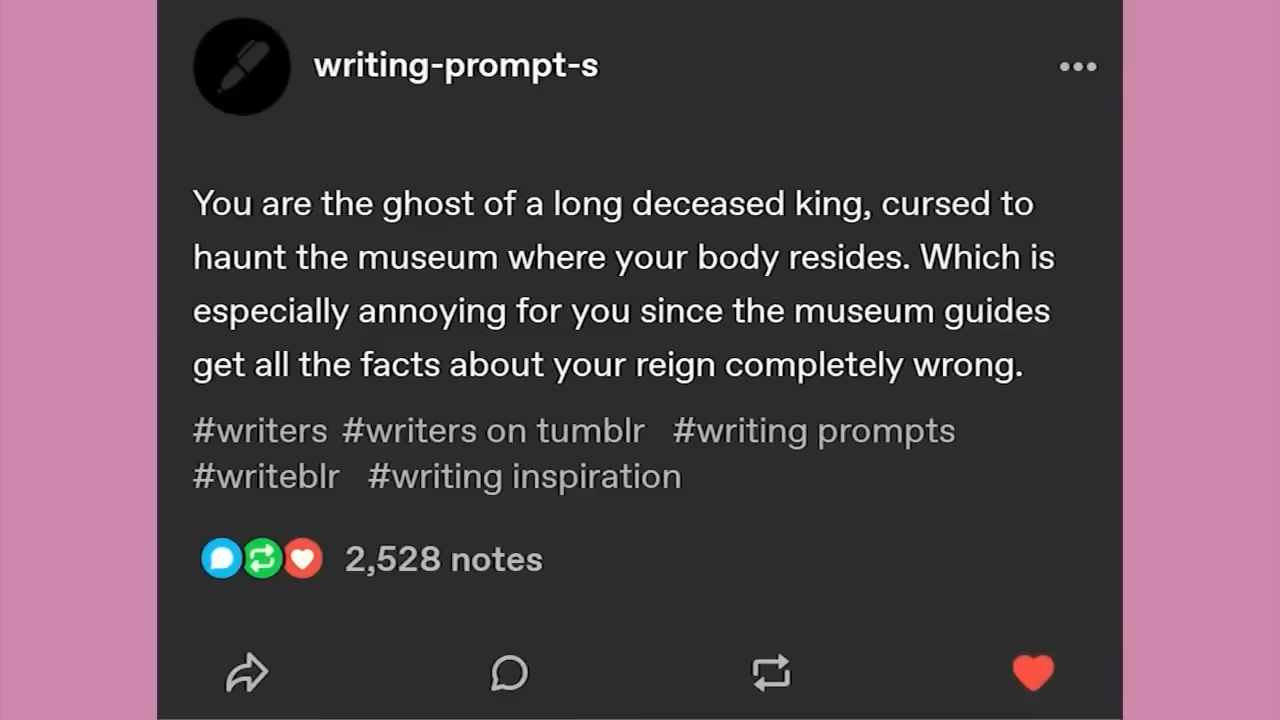 writing-prompt-s
You are the ghost of a long deceased king, cursed to
haunt the museum where your body resides. Which is
especially annoying for you since the museum guides
get all the facts about your reign completely wrong.
#writers #writers on tumblr #writing prompts
#writeblr #writing inspiration
2,528 notes